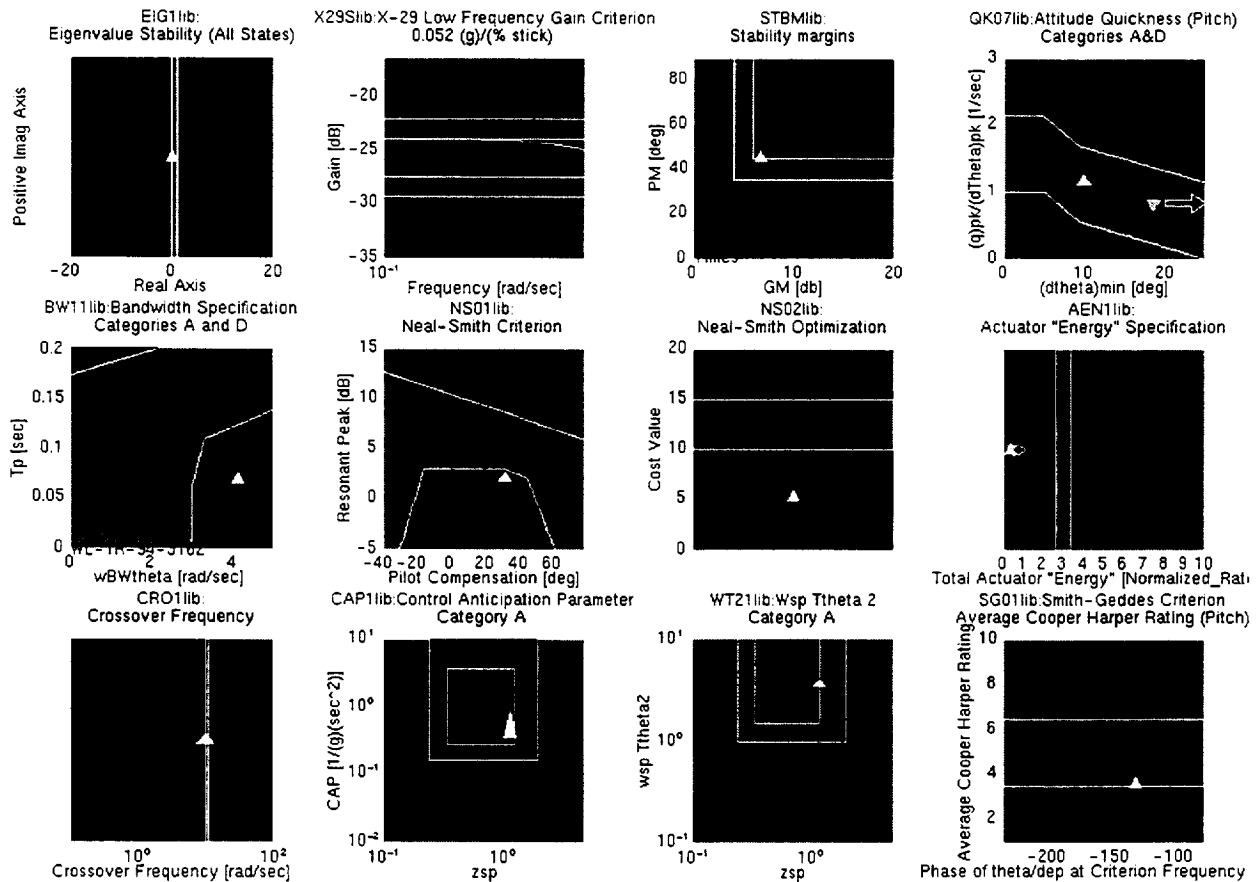 EIG1lib:
Eigenvalue Stability (All States)
Positive Imag Axis
-20
0
20
Real Axis
X29Slib:X-29 Low Frequency Gain Criterion
0.052 (g)/(% stick)
Gain [dB]
-20
-25
-30
-35
10^-1
Frequency [rad/sec]
STBMlib:
Stability margins
PM [deg]
80
60
40
20
0
0
10
20
GM [db]
QK07lib:Attitude Quickness (Pitch)
Categories A&D
(q)pk/(dTheta)pk [1/sec]
3
2
1
0
0
10
20
(dtheta)min [deg]
BW11lib:Bandwidth Specification
Categories A and D
Tp [sec]
0.2
0.15
0.1
0.05
0
0
2
4
wBWtheta [rad/sec]
NS01lib:
Neal-Smith Criterion
Resonant Peak [dB]
15
10
5
0
-5
-40
-20
0
20
40
60
Pilot Compensation [deg]
NS02lib:
Neal-Smith Optimization
Cost Value
20
15
10
5
0
AEN1lib:
Actuator "Energy" Specification
0 1 2 3 4 5 6 7 8 9 10
Total Actuator "Energy" [Normalized_Rati
CRO1lib:
Crossover Frequency
10^0
10^2
Crossover Frequency [rad/sec]
CAP1lib:Control Anticipation Parameter
Category A
CAP [1/(g)(sec^2)]
10^1
10^0
10^-1
10^-2
10^-1
10^0
zsp
WT21lib:Wsp Ttheta 2
Category A
wsp Ttheta2
10^1
10^0
10^-1
10^-1
10^0
zsp
SG01lib:Smith-Geddes Criterion
Average Cooper Harper Rating (Pitch)
Average Cooper Harper Rating
10
8
6
4
2
-200
-150
-100
Phase of theta/dep at Criterion Frequency